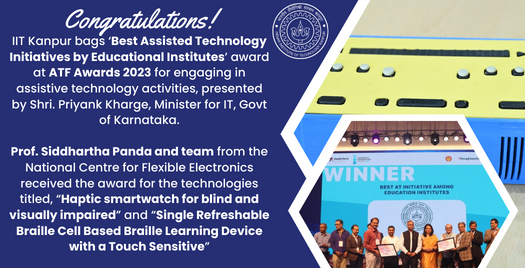 Congratulations!
IIT Kanpur bags ‘Best Assisted Technology
Initiatives by Educational Institutes’ award
at ATF Awards 2023 for engaging in
assistive technology activities, presented
by Shri. Priyank Kharge, Minister for IT, Govt
of Karnataka.
Prof. Siddhartha Panda and team from the
National Centre for Flexible Electronics
received the award for the technologies
titled, “Haptic smartwatch for blind and
visually impaired” and “Single Refreshable
Braille Cell Based Braille Learning Device
with a Touch Sensitive”
WINNER
BEST AT INITIATIVE AMONG
EDUCATION INSTITUTES